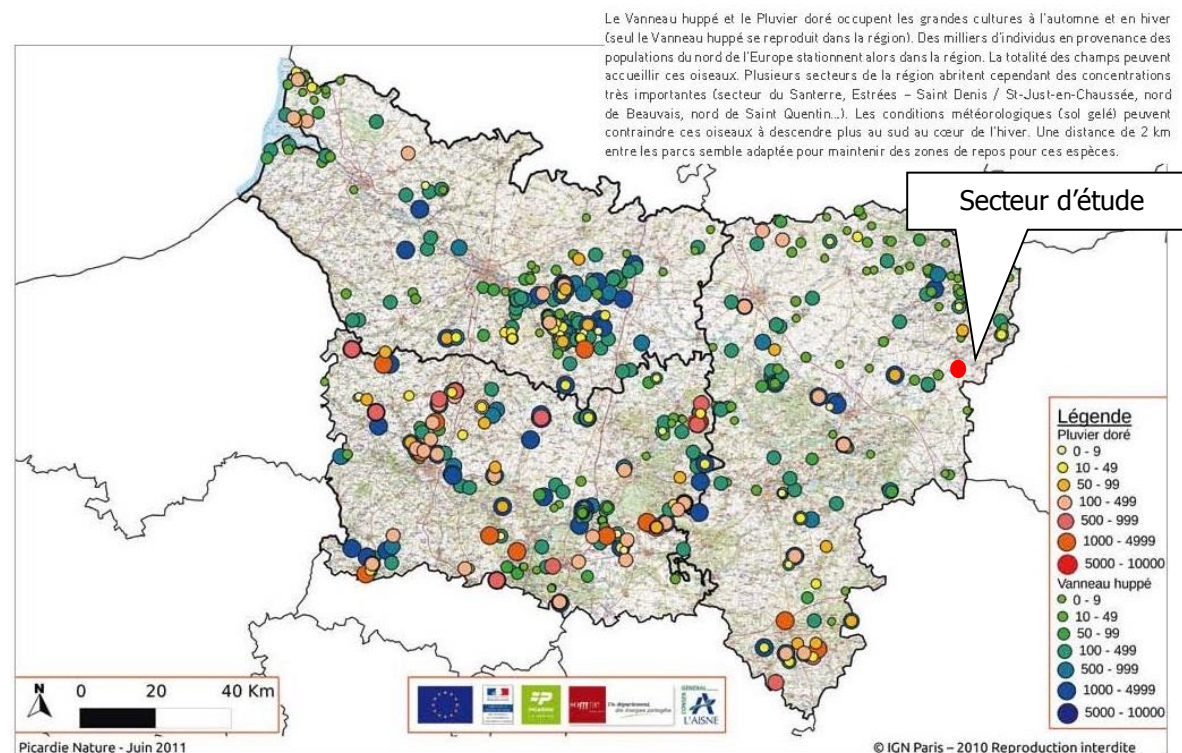 Le Vanneau huppé et le Pluvier doré occupent les grandes cultures à l'automne et en hiver
(seul le Vanneau huppé se reproduit dans la région). Des milliers d'individus en provenance des
populations du nord de l'Europe stationnent alors dans la région. La totalité des champs peuvent
accueillir ces oiseaux. Plusieurs secteurs de la région abritent cependant des concentrations
très importantes (secteur du Santerre, Estrées – Saint Denis / St-Just-en-Chaussée, nord
de Beauvais, nord de Saint Quentin...). Les conditions météorologiques (sol gelé) peuvent
contraindre ces oiseaux à descendre plus au sud au cœur de l'hiver. Une distance de 2 km
entre les parcs semble adaptée pour maintenir des zones de repos pour ces espèces.
Secteur d'étude
Légende
Pluvier doré
0 - 9
10 - 49
50 - 99
100 - 499
500 - 999
1000 - 4999
5000 - 10000
Vanneau huppé
0 - 9
10 - 49
50 - 99
100 - 499
500 - 999
1000 - 4999
5000 - 10000
N
0 20 40 Km
PICARDIE
somme
CONSEIL
GENERAL
L'AISNE
Picardie Nature - Juin 2011
© IGN Paris – 2010 Reproduction interdite